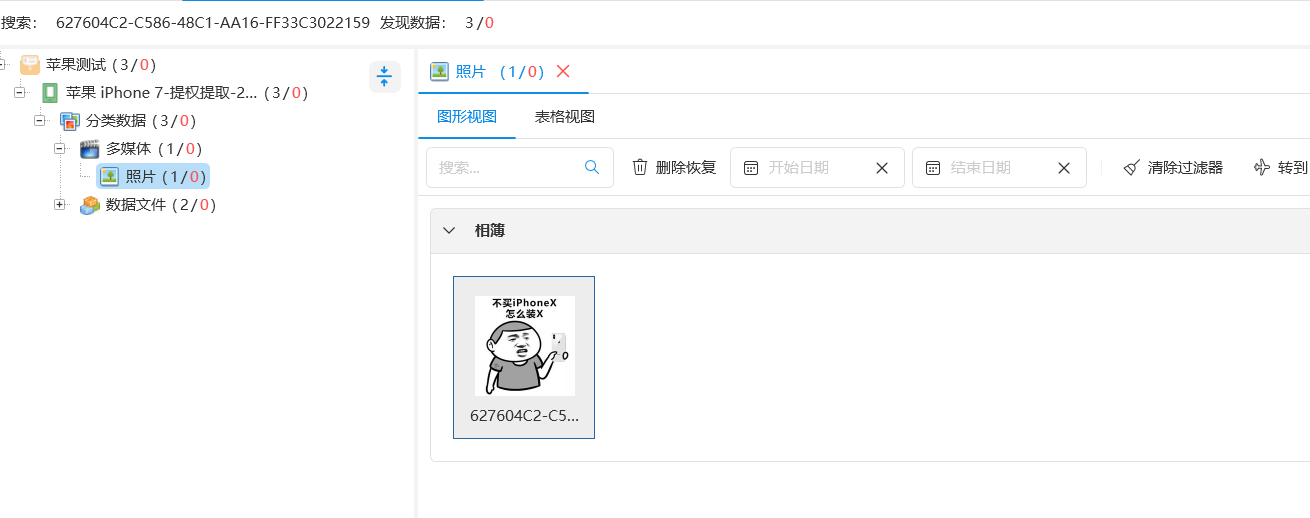 搜索： 627604C2-C586-48C1-AA16-FF33C3022159 发现数据： 3/0
苹果测试 (3/0)
苹果 iPhone 7-提权提取-2... (3/0)
分类数据 (3/0)
多媒体 (1/0)
照片 (1/0)
数据文件 (2/0)
照片 (1/0)
图形视图 表格视图
搜索... 删除恢复 开始日期 结束日期 清除过滤器 转到
相薄
不买iPhoneX
怎么装X
627604C2-C5...